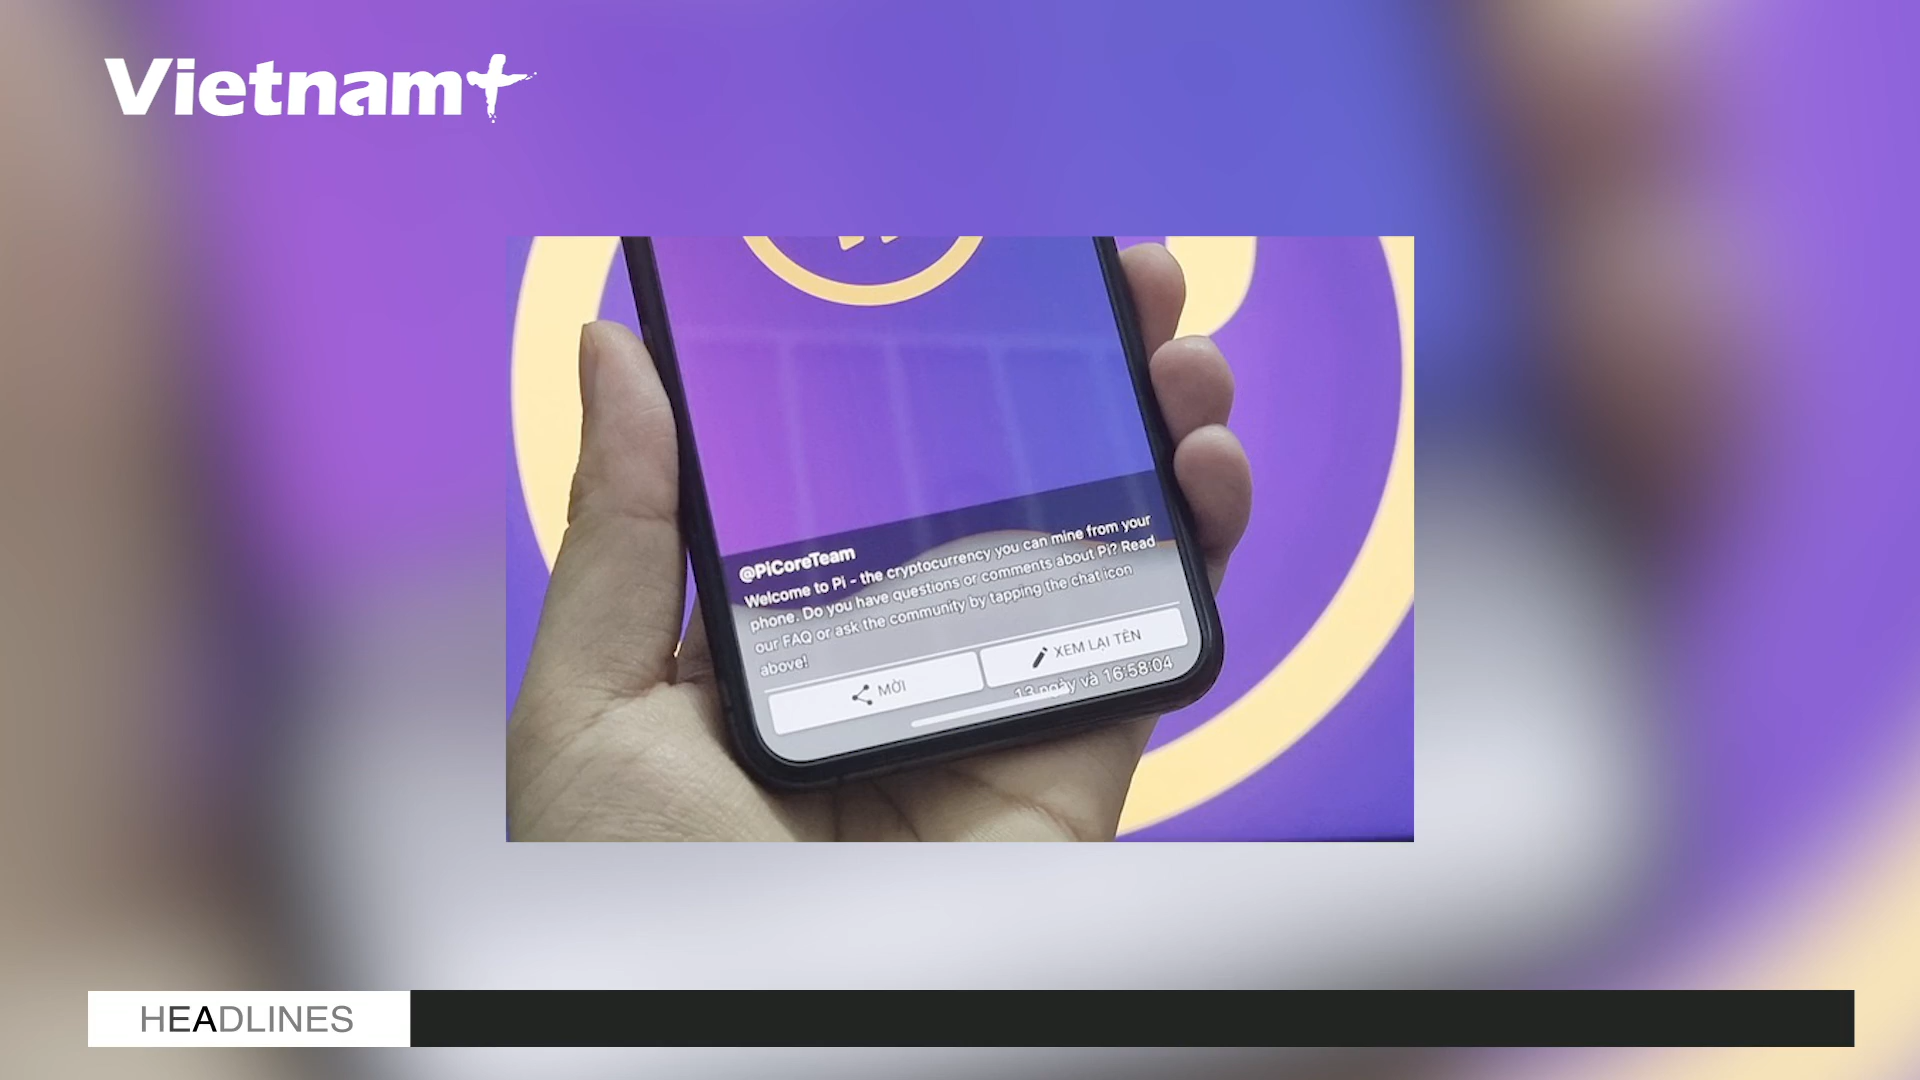 Vietnam+
@PiCoreTeam
Welcome to Pi - the cryptocurrency you can mine from your
phone. Do you have questions or comments about Pi? Read
our FAQ or ask the community by tapping the chat icon
above!
MỜI
XEM LẠI TÊN
13 ngày và 16:58:04
HEADLINES